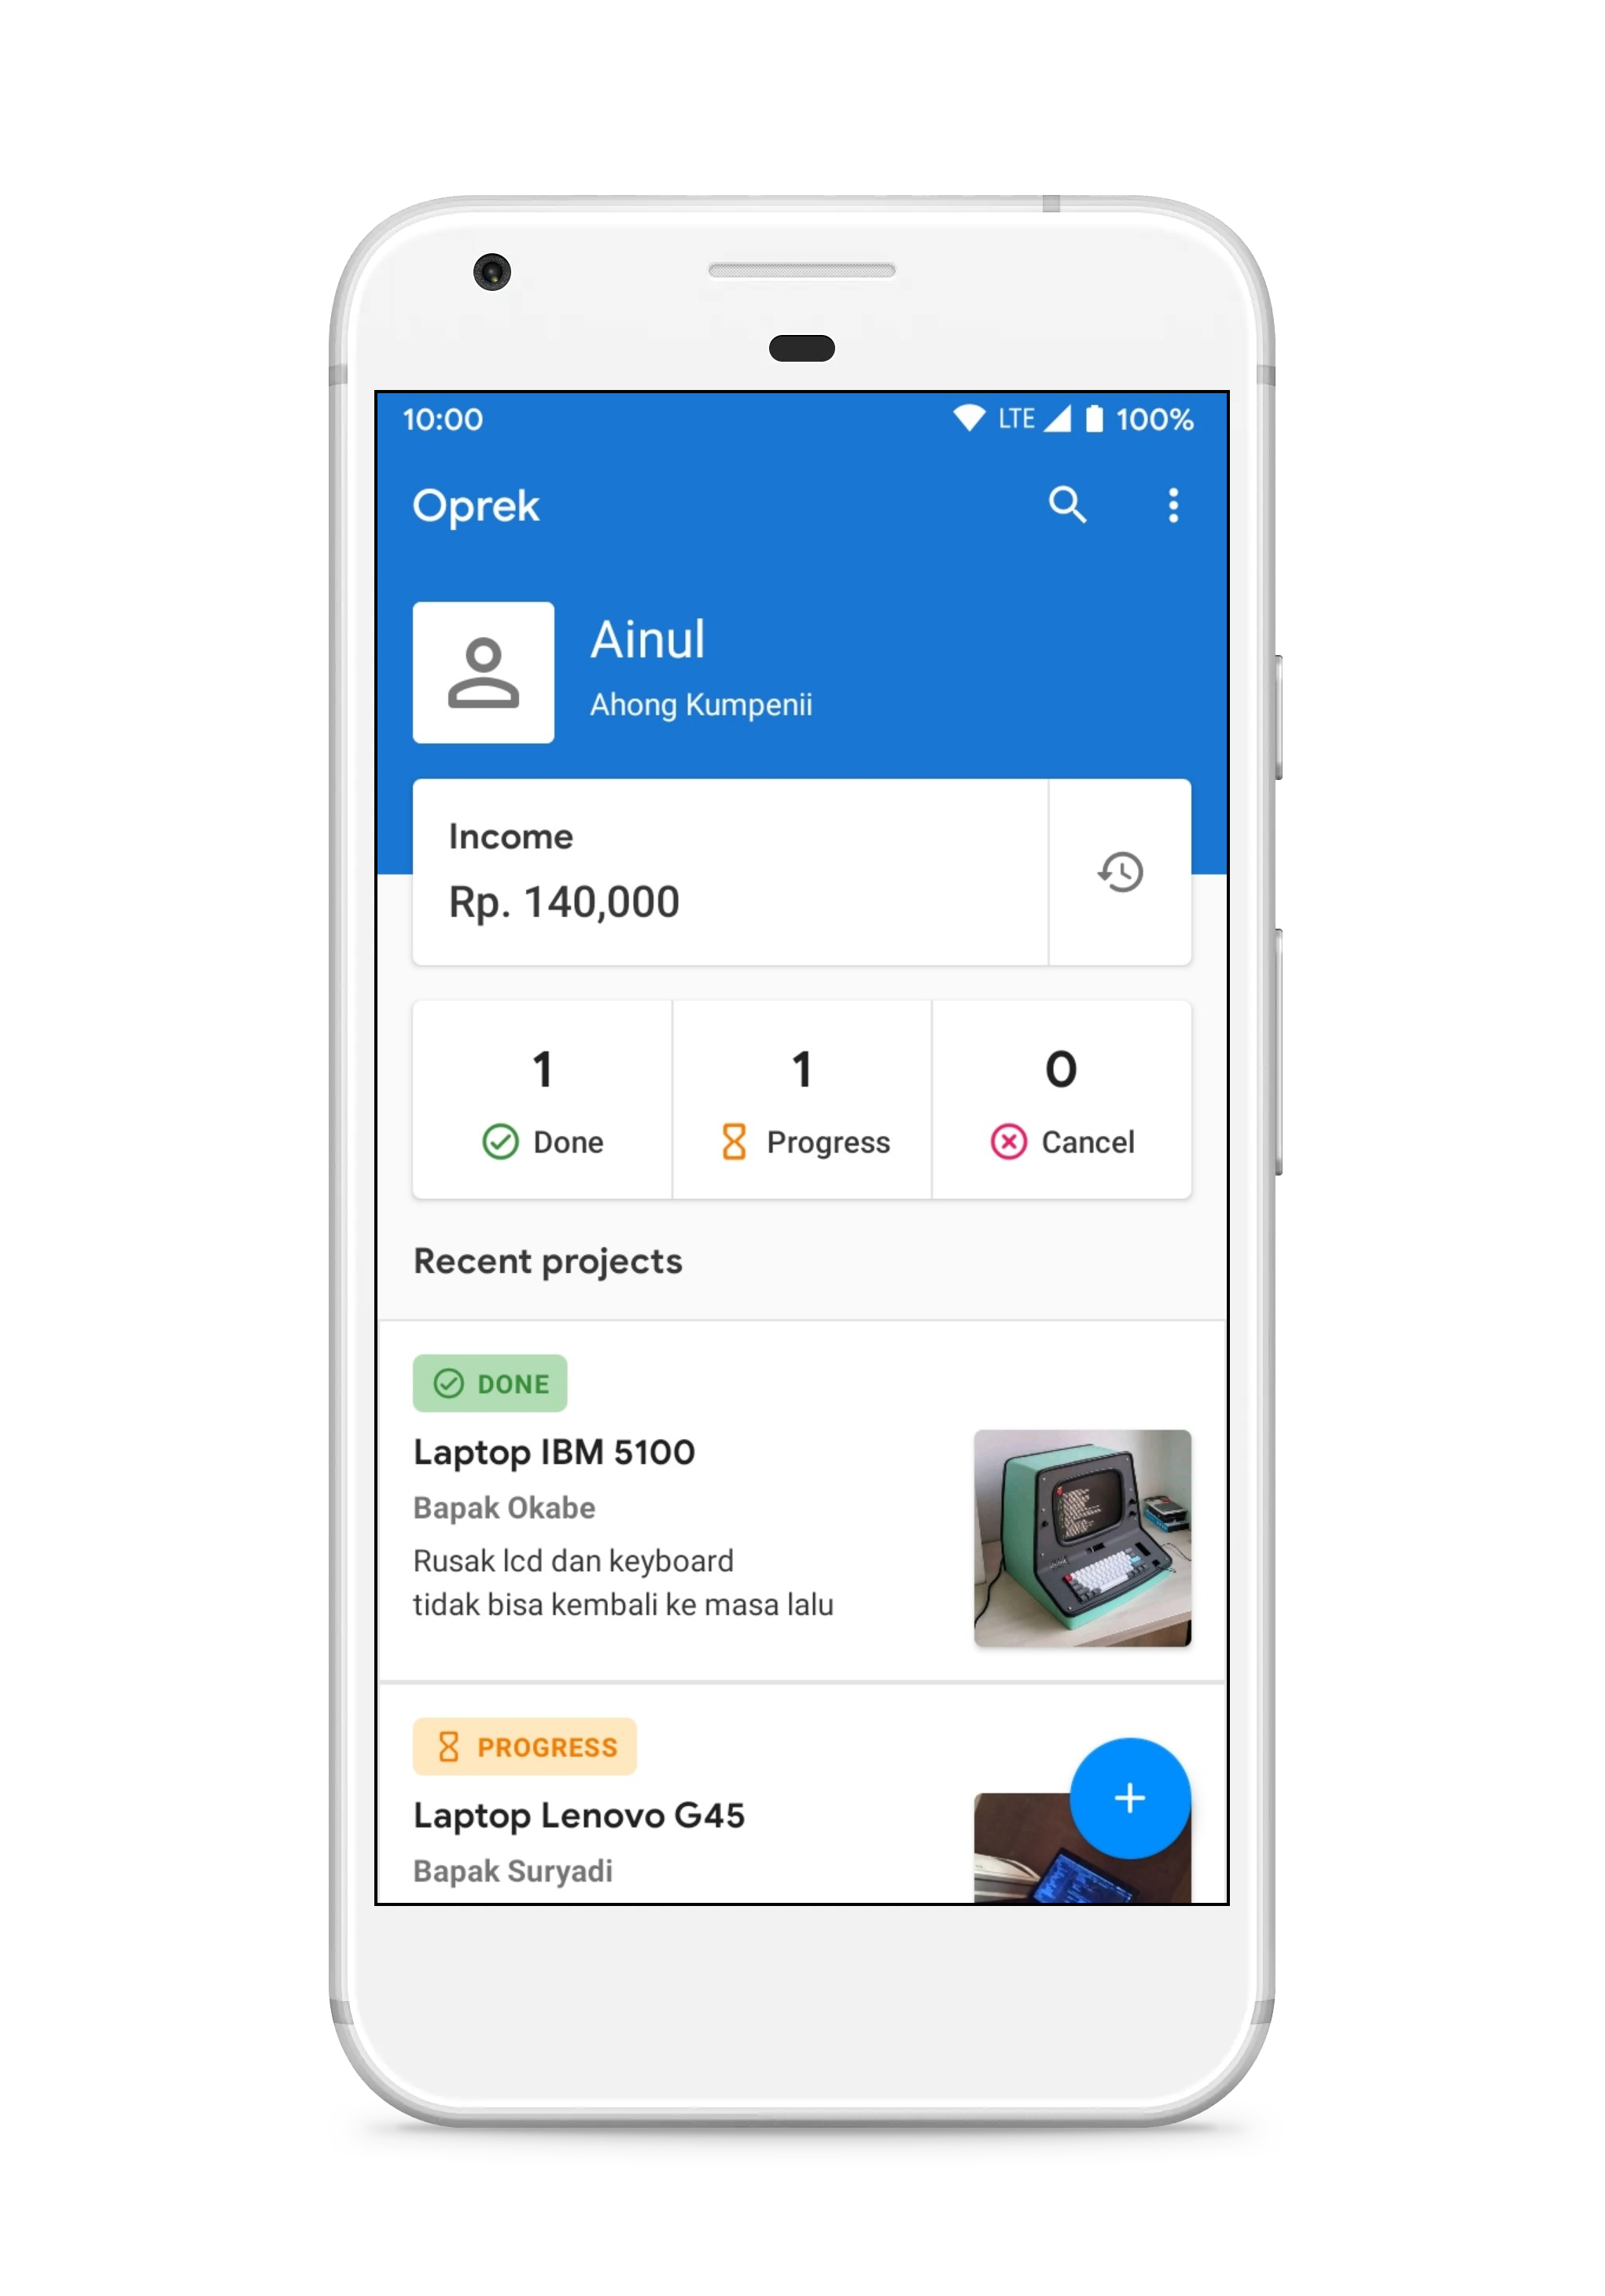 10:00 LTE 100%
Oprek
Ainul
Ahong Kumpenii
Income
Rp. 140,000
1 1 0
Done Progress Cancel
Recent projects
DONE
Laptop IBM 5100
Bapak Okabe
Rusak lcd dan keyboard
tidak bisa kembali ke masa lalu
PROGRESS
Laptop Lenovo G45
Bapak Suryadi